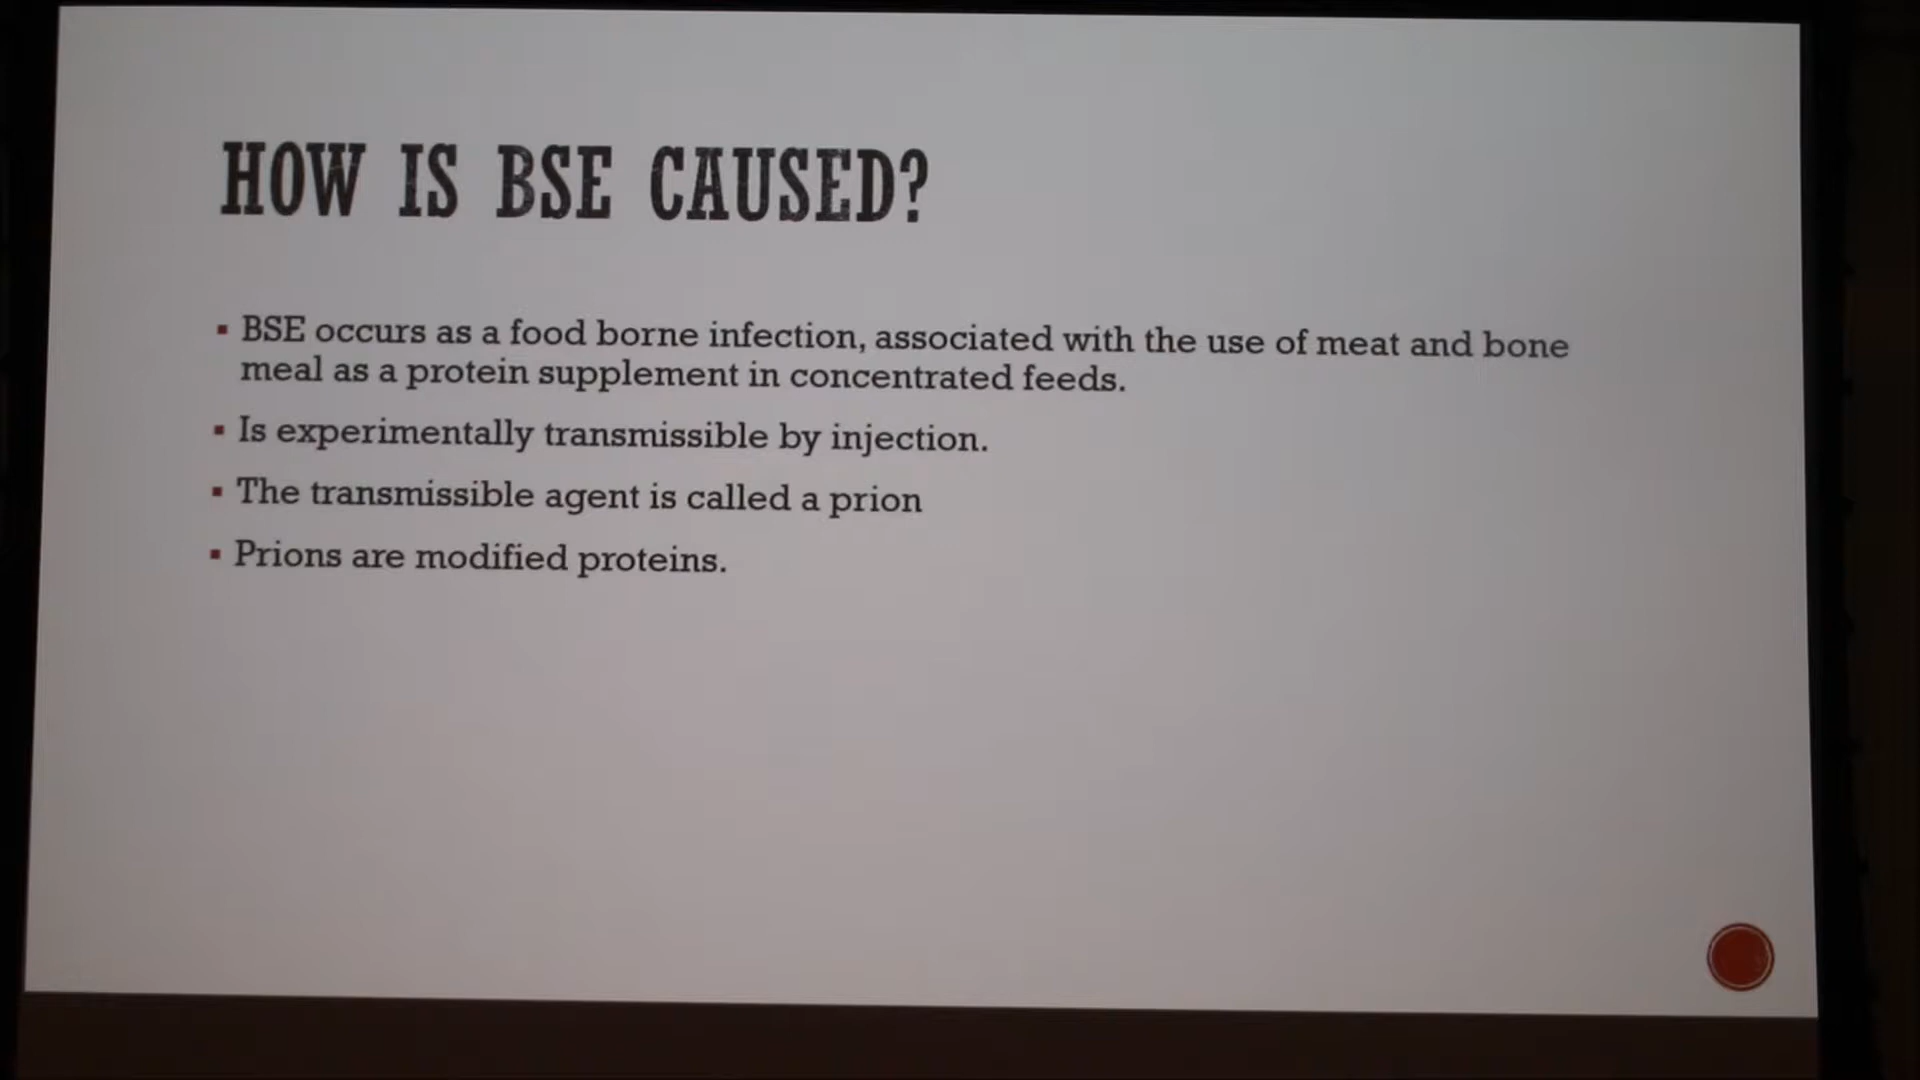 HOW IS BSE CAUSED?
▪ BSE occurs as a food borne infection, associated with the use of meat and bone
meal as a protein supplement in concentrated feeds.
▪ Is experimentally transmissible by injection.
▪ The transmissible agent is called a prion
▪ Prions are modified proteins.